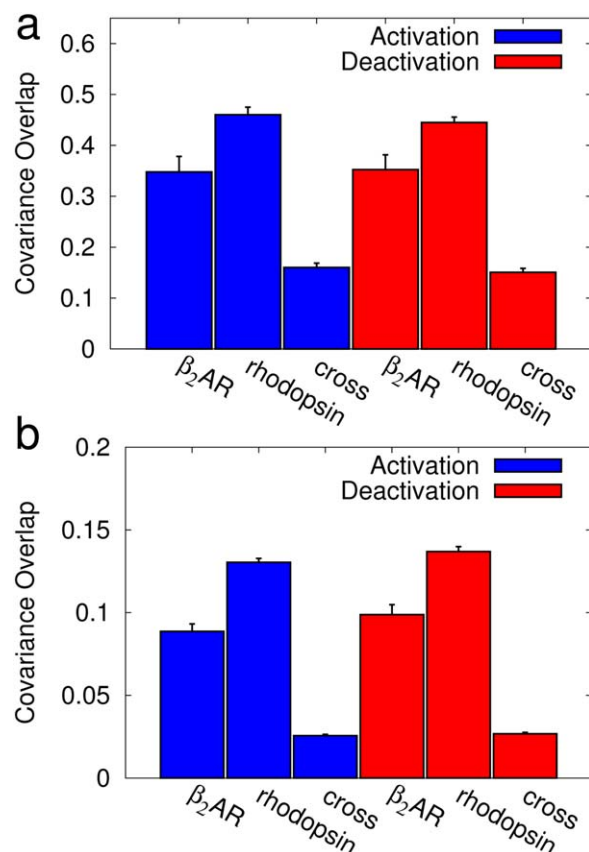 a
Activation
Deactivation
Covariance Overlap
0.6
0.5
0.4
0.3
0.2
0.1
0
β₂AR
rhodopsin
cross
β₂AR
rhodopsin
cross
b
Activation
Deactivation
Covariance Overlap
0.2
0.15
0.1
0.05
0
β₂AR
rhodopsin
cross
β₂AR
rhodopsin
cross